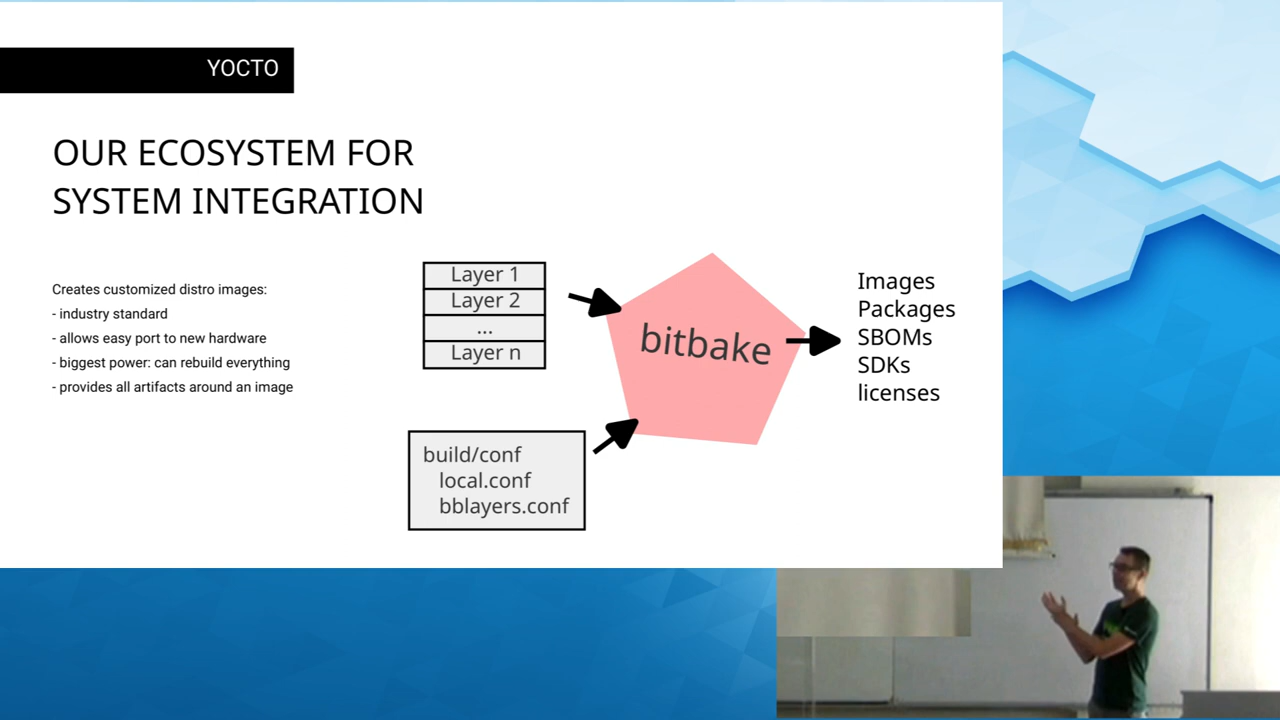 YOCTO
OUR ECOSYSTEM FOR
SYSTEM INTEGRATION
Creates customized distro images:
- industry standard
- allows easy port to new hardware
- biggest power: can rebuild everything
- provides all artifacts around an image
Layer 1
Layer 2
...
Layer n
build/conf
local.conf
bblayers.conf
bitbake
Images
Packages
SBOMs
SDKs
licenses